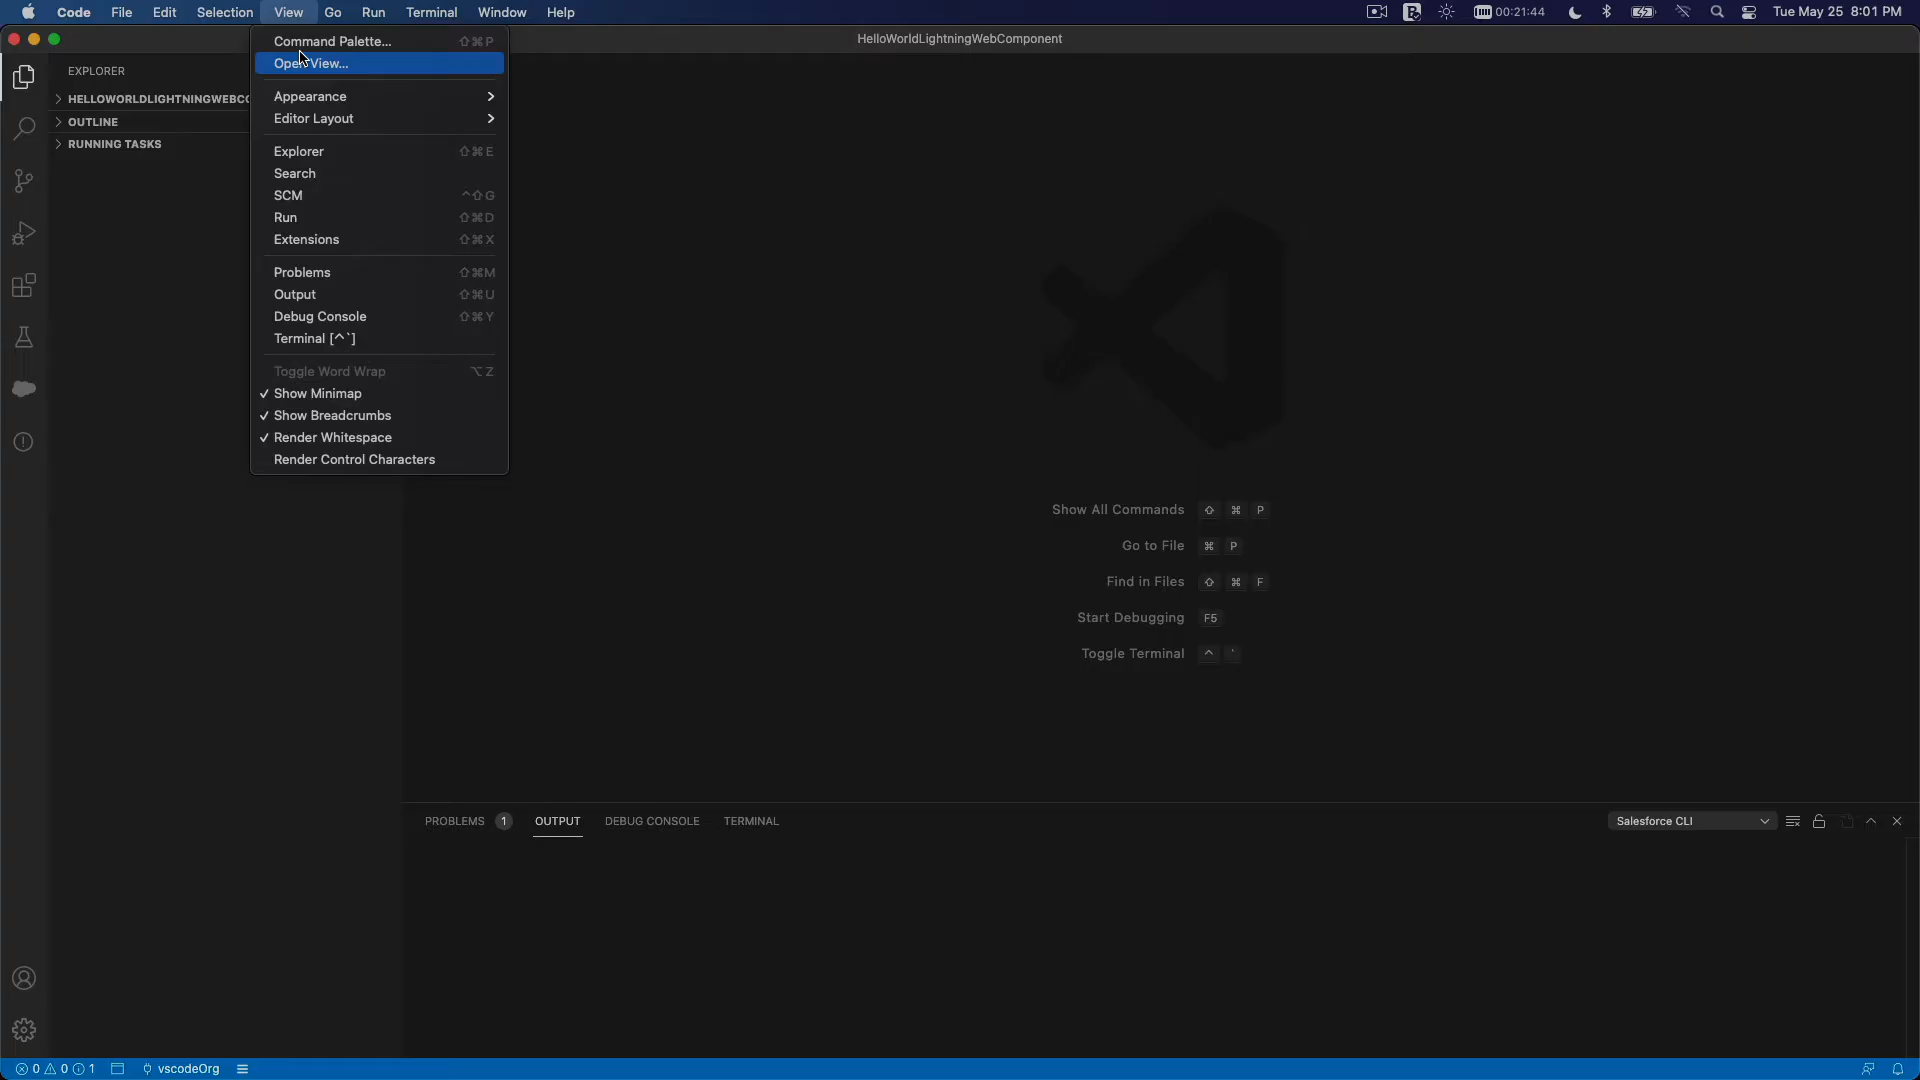 Code File Edit Selection View Go Run Terminal Window Help 00:21:44 Tue May 25 8:01 PM
HelloWorldLightningWebComponent
EXPLORER
HELLOWORLDLIGHTNINGWEBCO
OUTLINE
RUNNING TASKS
Command Palette... ⇧⌘P
Open View...
Appearance
Editor Layout
Explorer ⇧⌘E
Search
SCM ^⇧G
Run ⇧⌘D
Extensions ⇧⌘X
Problems ⇧⌘M
Output ⇧⌘U
Debug Console ⇧⌘Y
Terminal [^`]
Toggle Word Wrap ⌥Z
✓ Show Minimap
✓ Show Breadcrumbs
✓ Render Whitespace
Render Control Characters
Show All Commands ⇧ ⌘ P
Go to File ⌘ P
Find in Files ⇧ ⌘ F
Start Debugging F5
Toggle Terminal ^ `
PROBLEMS 1 OUTPUT DEBUG CONSOLE TERMINAL Salesforce CLI
0 0 1 vscodeOrg